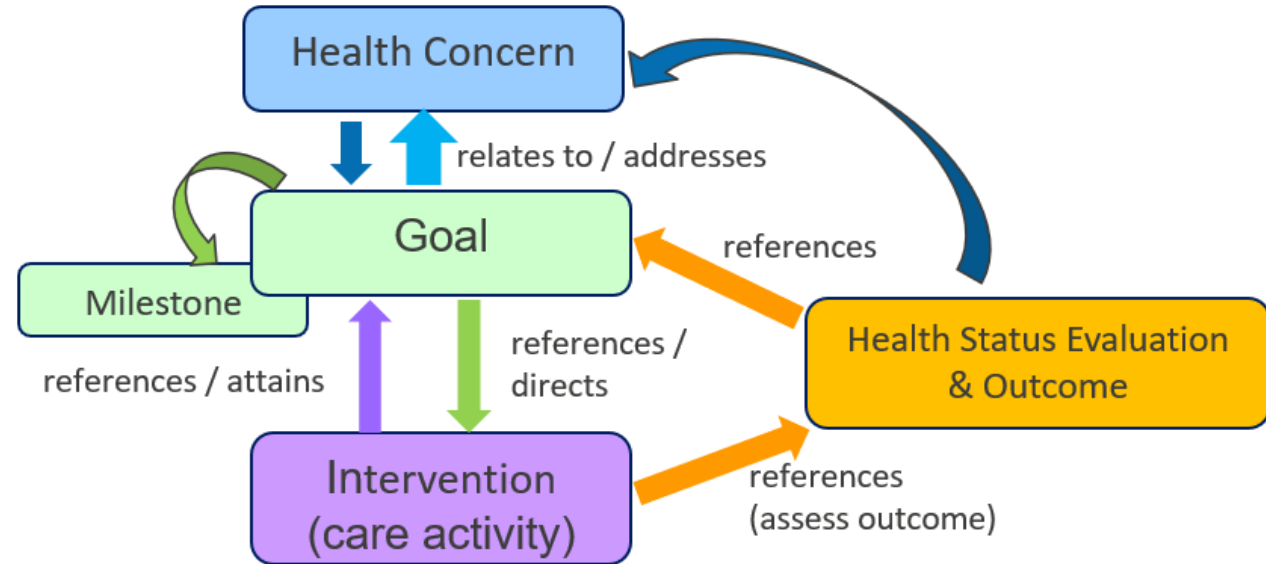 Health Concern
relates to / addresses
Goal
references
Milestone
Health Status Evaluation
& Outcome
references / attains
references /
directs
Intervention
(care activity)
references
(assess outcome)